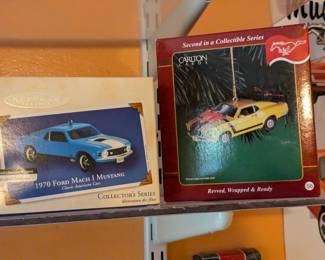 1970 FORD MACH I MUSTANG
Classic American Cars
COLLECTOR'S SERIES
Second in a Collectible Series
CARLTON
CARDS
Revved, Wrapped & Ready